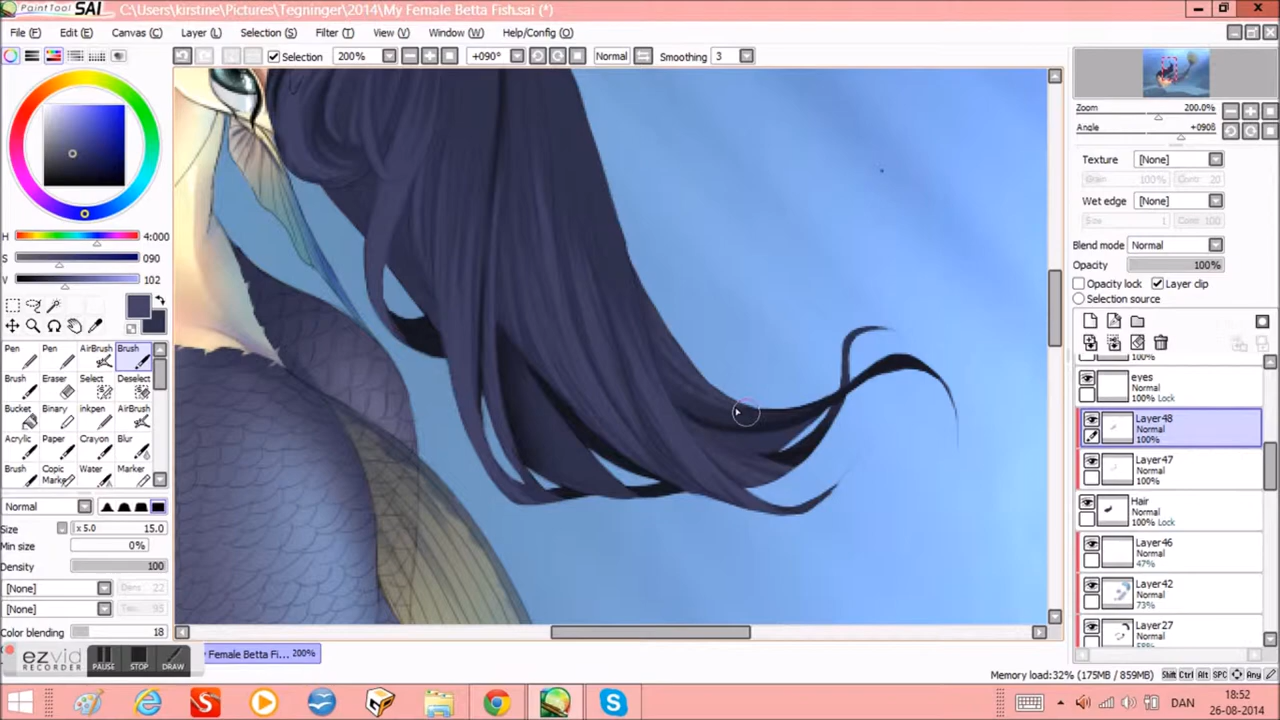 PaintTool SAI C:\Users\kirstine\Pictures\Tegninger\2014\My Female Betta Fish.sai (*)
File (F) Edit (E) Canvas (C) Layer (L) Selection (S) Filter (T) View (V) Window (W) Help/Config (O)
Selection 200% +090° Normal Smoothing 3
Zoom 200.0%
Angle +090ß
Texture [None]
Wet edge [None]
Blend mode Normal
Opacity 100%
Opacity lock Layer clip
Selection source
H 4:000
S 090
V 102
Pen Pen AirBrush Brush
Brush Eraser Select Deselect
Bucket Binary inkpen AirBrush
Acrylic Paper Crayon Blur
Brush Copic Marke Water Marker
Normal
Size x 5.0 15.0
Min size 0%
Density 100
[None]
[None]
Color blending 18
100%
eyes
Normal
100% Lock
Layer48
Normal
100%
Layer47
Normal
100%
Hair
Normal
100% Lock
Layer46
Normal
47%
Layer42
Normal
73%
Layer27
Normal
ezvid
RECORDER
PAUSE STOP DRAW
y Female Betta Fi... 200%
Memory load:32% (175MB / 859MB) Shift Ctrl Alt SPC Any
DAN
18:52
26-08-2014